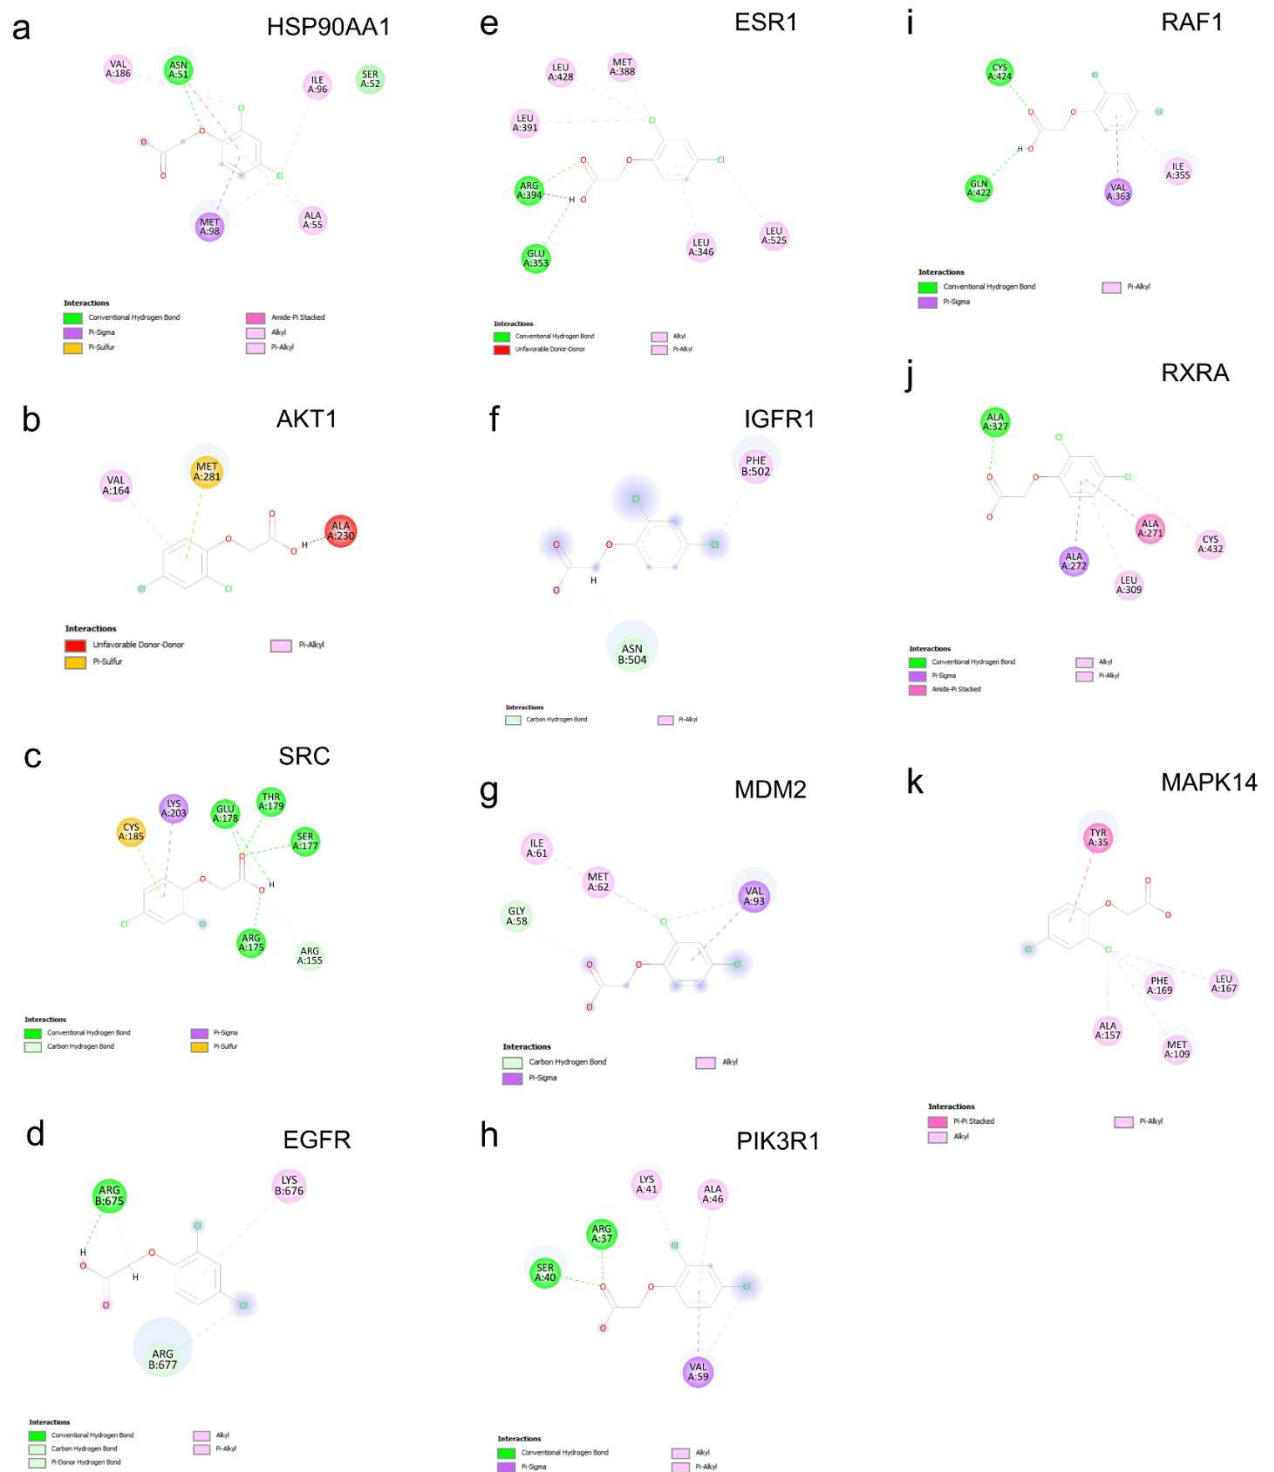 a
HSP90AA1
VAL
A:186
ASN
A:51
ILE
A:96
SER
A:52
Cl
O
O
O
Cl
MET
A:98
ALA
A:55
Interactions
Conventional Hydrogen Bond
Pi-Sigma
Pi-Sulfur
Amide-Pi Stacked
Alkyl
Pi-Alkyl
b
AKT1
VAL
A:164
MET
A:281
ALA
A:230
O
O
O
H
Cl
Cl
Interactions
Unfavorable Donor-Donor
Pi-Sulfur
Pi-Alkyl
c
SRC
CYS
A:185
LYS
A:203
GLU
A:178
THR
A:179
SER
A:177
O
O
H
O
Cl
Cl
ARG
A:175
ARG
A:155
Interactions
Conventional Hydrogen Bond
Carbon Hydrogen Bond
Pi-Sigma
Pi-Sulfur
d
EGFR
ARG
B:675
LYS
B:676
Cl
H
O
O
H
O
Cl
ARG
B:677
Interactions
Conventional Hydrogen Bond
Carbon Hydrogen Bond
Pi-Donor Hydrogen Bond
Alkyl
Pi-Alkyl
e
ESR1
LEU
A:428
MET
A:388
LEU
A:391
Cl
O
O
Cl
ARG
A:394
H
O
GLU
A:353
LEU
A:346
LEU
A:525
Interactions
Conventional Hydrogen Bond
Unfavorable Donor-Donor
Alkyl
Pi-Alkyl
f
IGFR1
PHE
B:502
Cl
O
O
Cl
H
O
ASN
B:504
Interactions
Carbon Hydrogen Bond
Pi-Alkyl
g
MDM2
ILE
A:61
MET
A:62
VAL
A:93
GLY
A:58
Cl
O
O
Cl
O
Interactions
Carbon Hydrogen Bond
Pi-Sigma
Alkyl
h
PIK3R1
LYS
A:41
ALA
A:46
ARG
A:37
SER
A:40
Cl
O
O
Cl
O
VAL
A:59
Interactions
Conventional Hydrogen Bond
Pi-Sigma
Alkyl
Pi-Alkyl
i
RAF1
CYS
A:424
Cl
O
O
Cl
H
O
GLN
A:422
VAL
A:363
ILE
A:355
Interactions
Conventional Hydrogen Bond
Pi-Sigma
Pi-Alkyl
j
RXRA
ALA
A:327
Cl
O
O
Cl
O
ALA
A:271
ALA
A:272
LEU
A:309
CYS
A:432
Interactions
Conventional Hydrogen Bond
Pi-Sigma
Amide-Pi Stacked
Alkyl
Pi-Alkyl
k
MAPK14
TYR
A:35
O
O
O
Cl
Cl
PHE
A:169
LEU
A:167
ALA
A:157
MET
A:109
Interactions
Pi-Pi Stacked
Alkyl
Pi-Alkyl